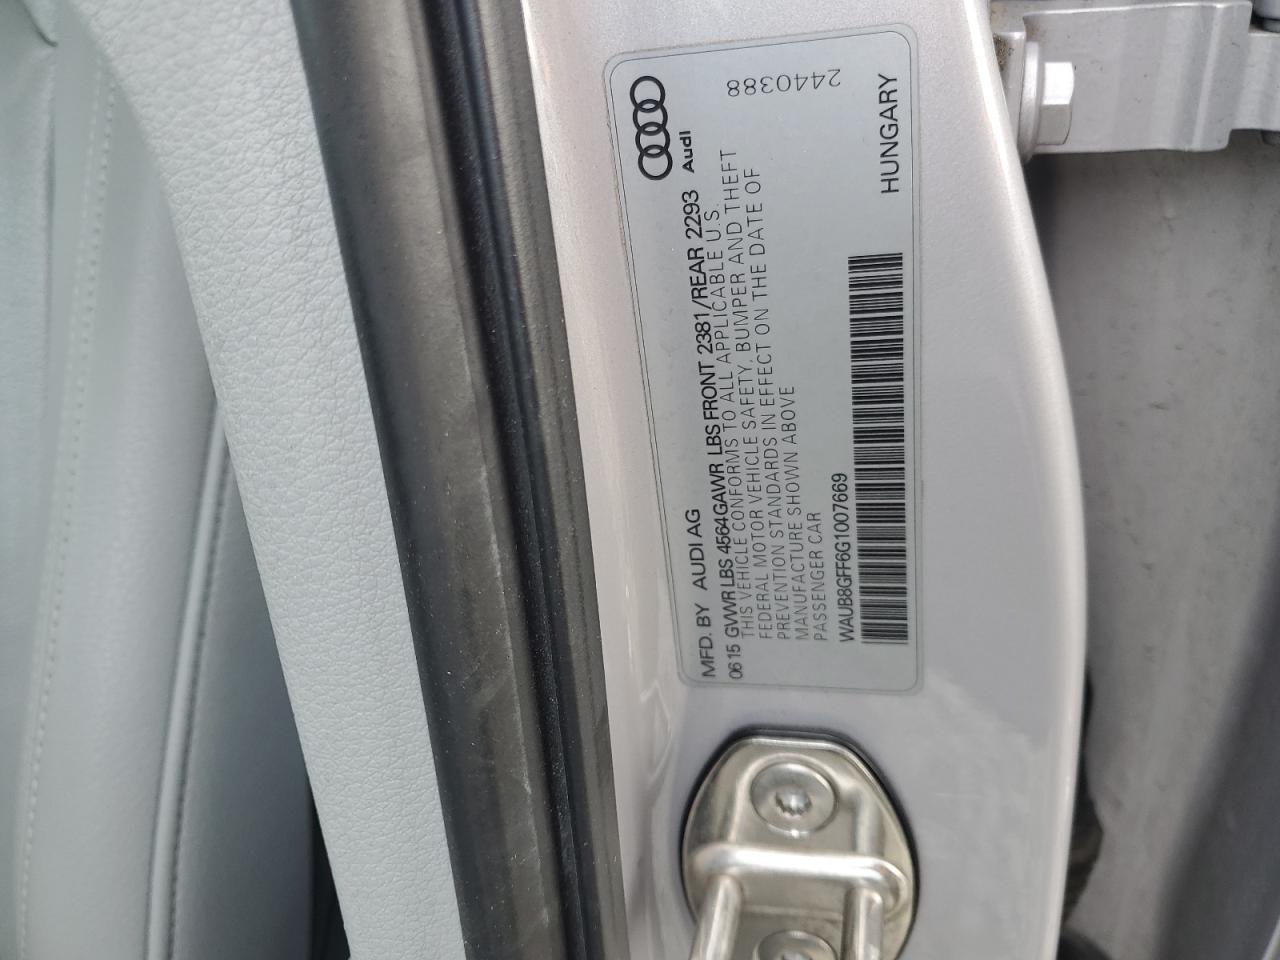 Audi
2440388
HUNGARY
MFD. BY AUDI AG
0615 GVWR LBS 4564 GAWR LBS FRONT 2381/REAR 2293
THIS VEHICLE CONFORMS TO ALL APPLICABLE U.S.
FEDERAL MOTOR VEHICLE SAFETY, BUMPER AND THEFT
PREVENTION STANDARDS IN EFFECT ON THE DATE OF
MANUFACTURE SHOWN ABOVE
PASSENGER CAR
WAUB8GFF6G1007669